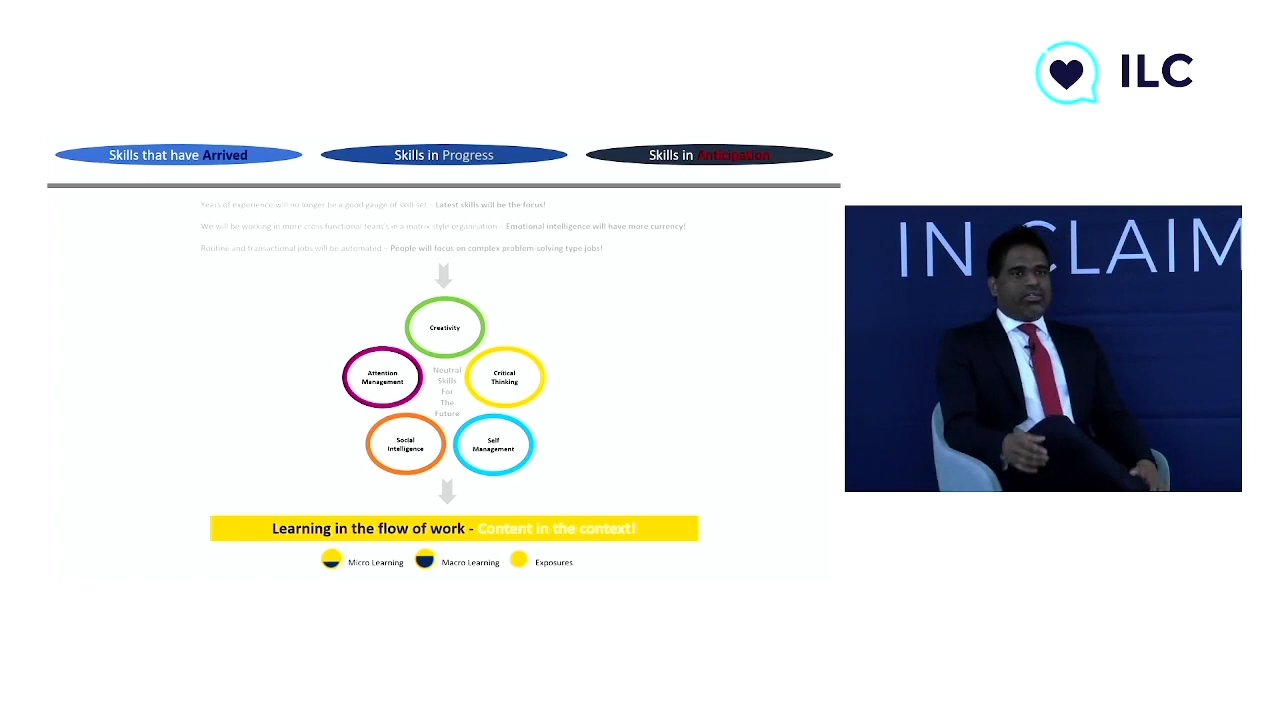 ILC
Skills that have Arrived
Skills in Progress
Skills in Anticipation
Years of experience will no longer be a good gauge of skill set – Latest skills will be the focus!
We will be working in more cross functional team's in a matrix style organisation – Emotional intelligence will have more currency!
Routine and transactional jobs will be automated – People will focus on complex problem-solving type jobs!
Creativity
Attention
Management
Neutral
Skills
For
The
Future
Critical
Thinking
Social
Intelligence
Self
Management
Learning in the flow of work - Content in the context!
Micro Learning
Macro Learning
Exposures
IN CLAIM